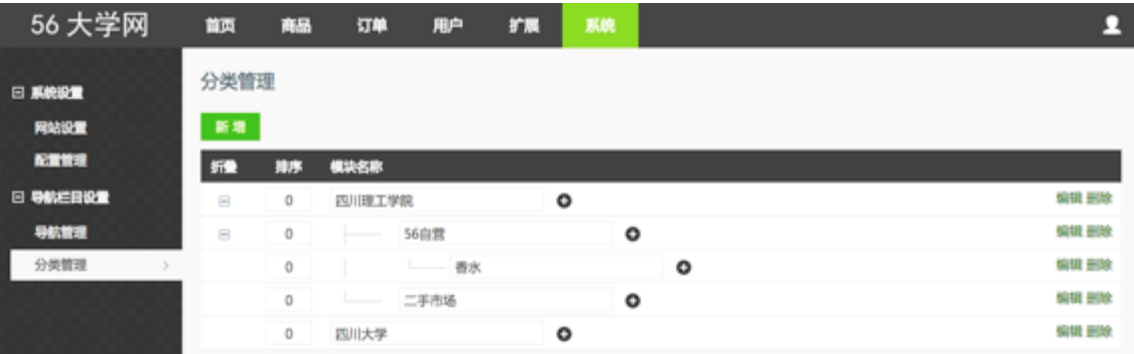 56 大学网 首页 商品 订单 用户 扩展 系统
系统设置
网站设置
配置管理
导航栏目设置
导航管理
分类管理
分类管理
新 增
折叠 排序 模块名称
0 四川理工学院 编辑 删除
0 56自营 编辑 删除
0 香水 编辑 删除
0 二手市场 编辑 删除
0 四川大学 编辑 删除